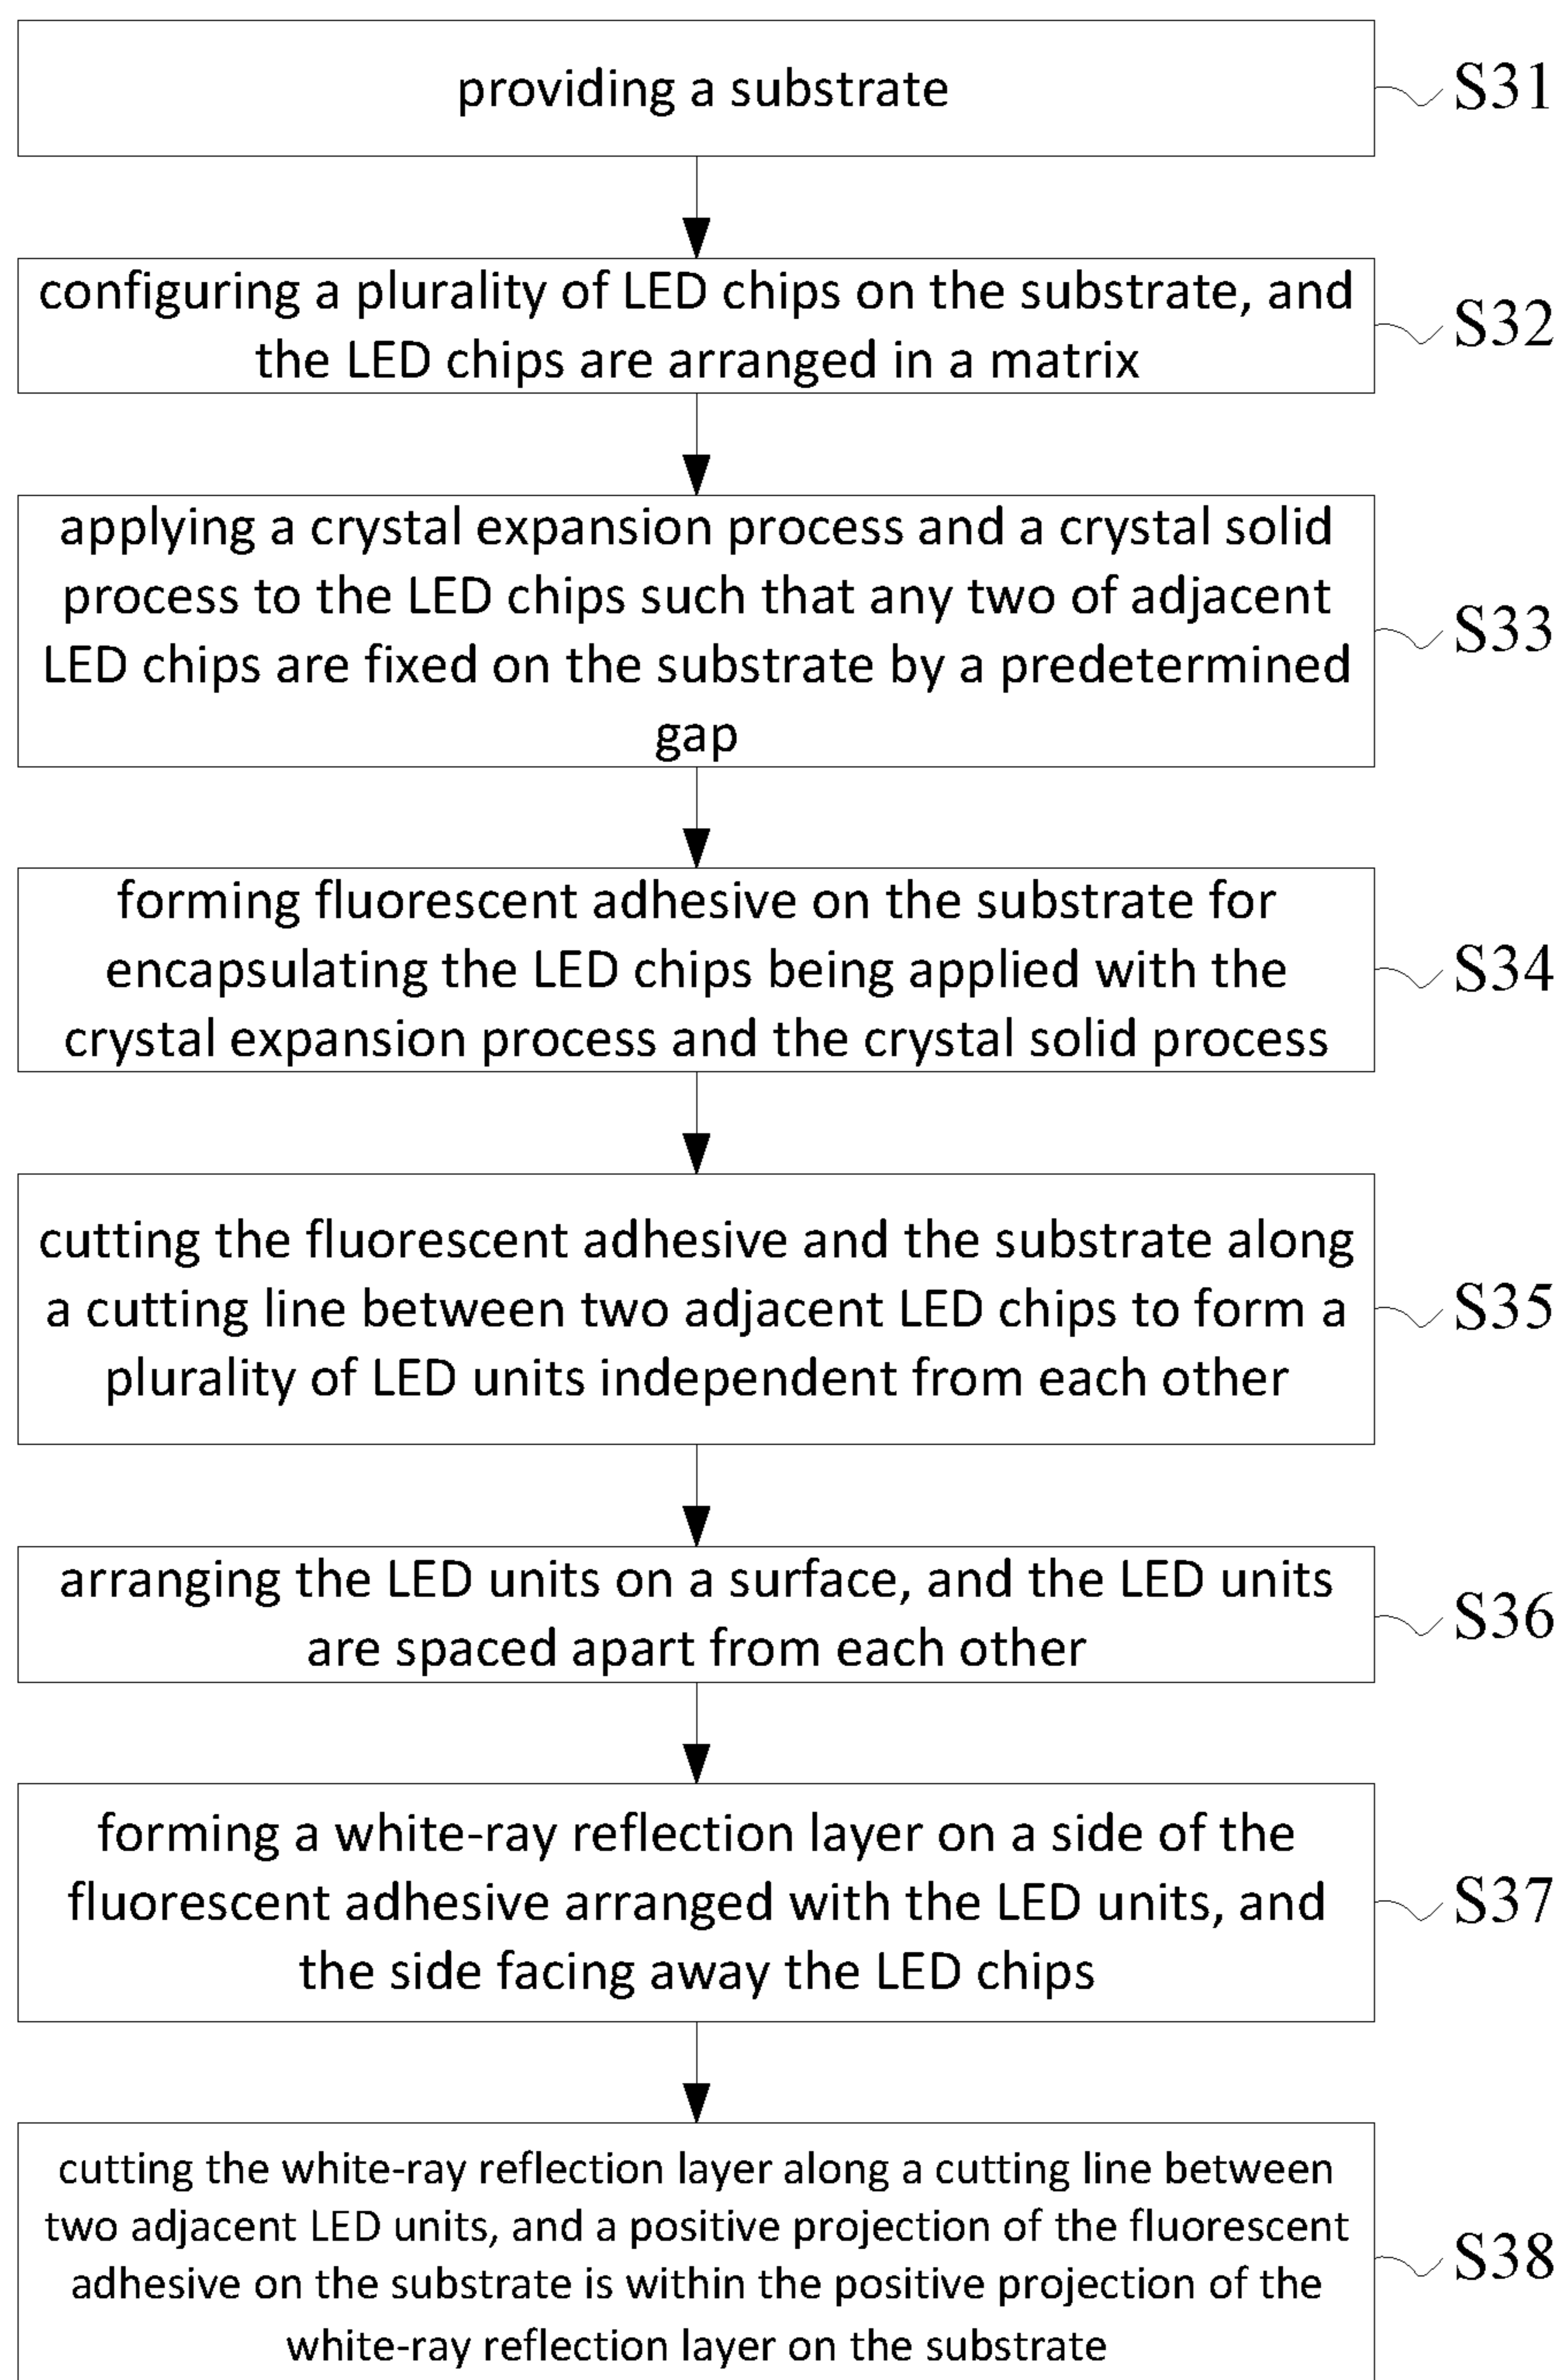 providing a substrate
S31
configuring a plurality of LED chips on the substrate, and
the LED chips are arranged in a matrix
S32
applying a crystal expansion process and a crystal solid
process to the LED chips such that any two of adjacent
LED chips are fixed on the substrate by a predetermined
gap
S33
forming fluorescent adhesive on the substrate for
encapsulating the LED chips being applied with the
crystal expansion process and the crystal solid process
S34
cutting the fluorescent adhesive and the substrate along
a cutting line between two adjacent LED chips to form a
plurality of LED units independent from each other
S35
arranging the LED units on a surface, and the LED units
are spaced apart from each other
S36
forming a white-ray reflection layer on a side of the
fluorescent adhesive arranged with the LED units, and
the side facing away the LED chips
S37
cutting the white-ray reflection layer along a cutting line between
two adjacent LED units, and a positive projection of the fluorescent
adhesive on the substrate is within the positive projection of the
white-ray reflection layer on the substrate
S38